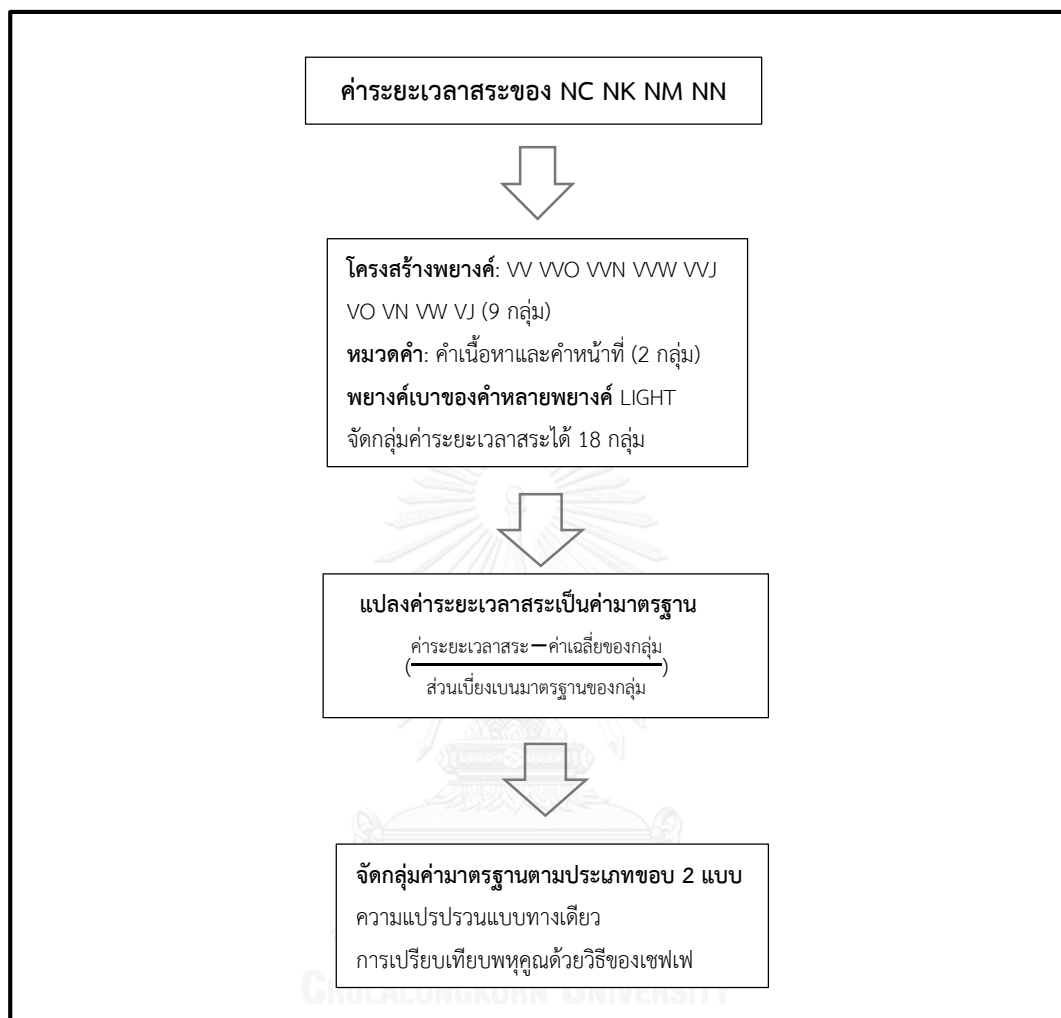 ค่าระยะเวลาสระของ NC NK NM NN
โครงสร้างพยางค์: VV VVO VVN VVW VVJ
VO VN VW VJ (9 กลุ่ม)
หมวดคำ: คำเนื้อหาและคำหน้าที่ (2 กลุ่ม)
พยางค์เบาของคำหลายพยางค์ LIGHT
จัดกลุ่มค่าระยะเวลาสระได้ 18 กลุ่ม
แปลงค่าระยะเวลาสระเป็นค่ามาตรฐาน
(ค่าระยะเวลาสระ−ค่าเฉลี่ยของกลุ่ม
ส่วนเบี่ยงเบนมาตรฐานของกลุ่ม)
จัดกลุ่มค่ามาตรฐานตามประเภทขอบ 2 แบบ
ความแปรปรวนแบบทางเดียว
การเปรียบเทียบพหุคูณด้วยวิธีของเชฟเฟ
CHULALONGKORN UNIVERSITY